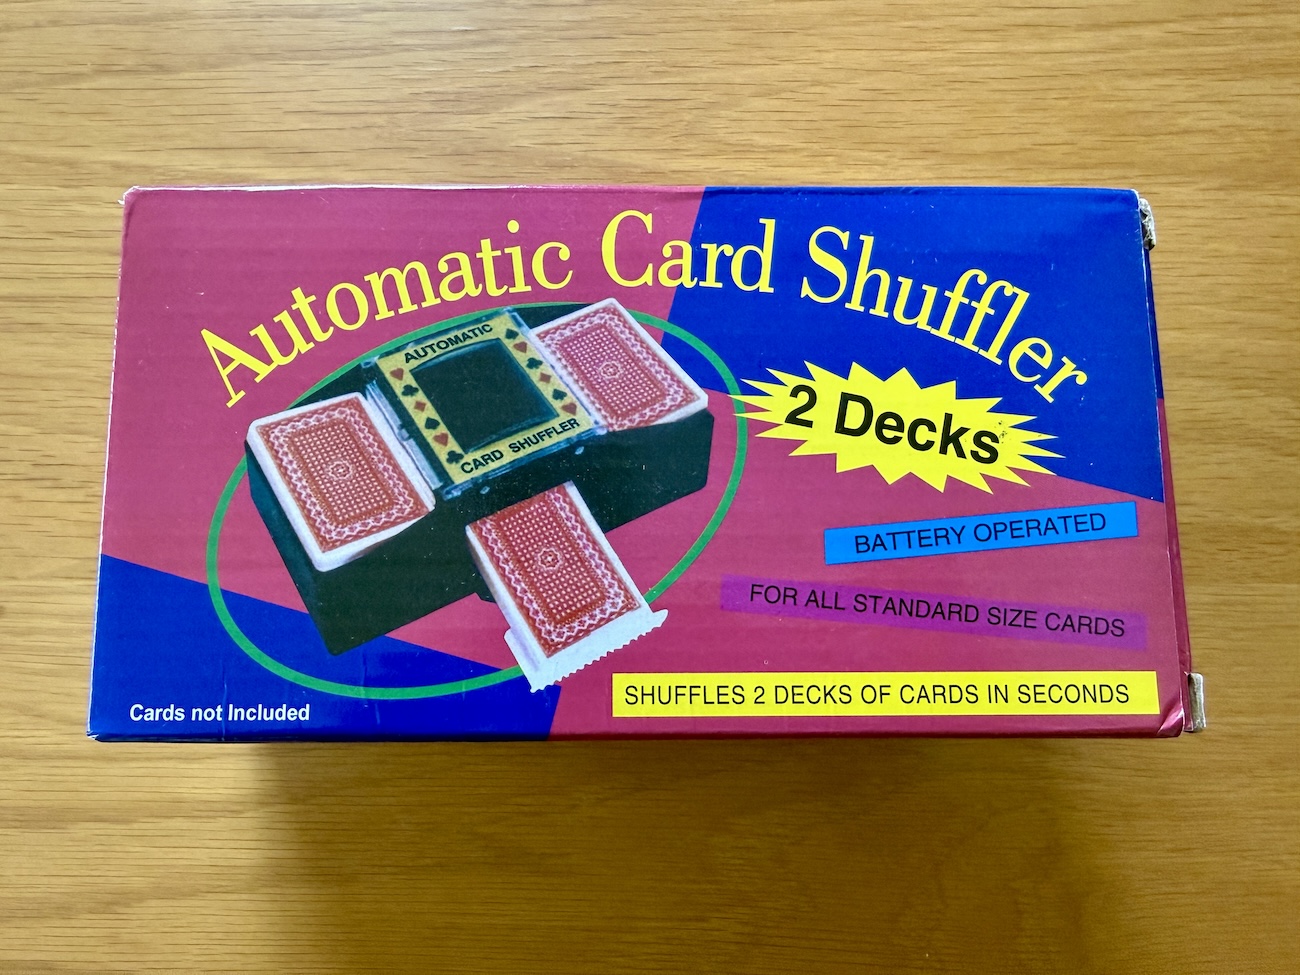 Automatic Card Shuffler
AUTOMATIC
CARD SHUFFLER
2 Decks
BATTERY OPERATED
FOR ALL STANDARD SIZE CARDS
SHUFFLES 2 DECKS OF CARDS IN SECONDS
Cards not Included